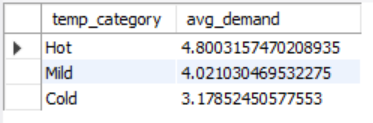 temp_category avg_demand
Hot 4.8003157470208935
Mild 4.021030469532275
Cold 3.17852450577553